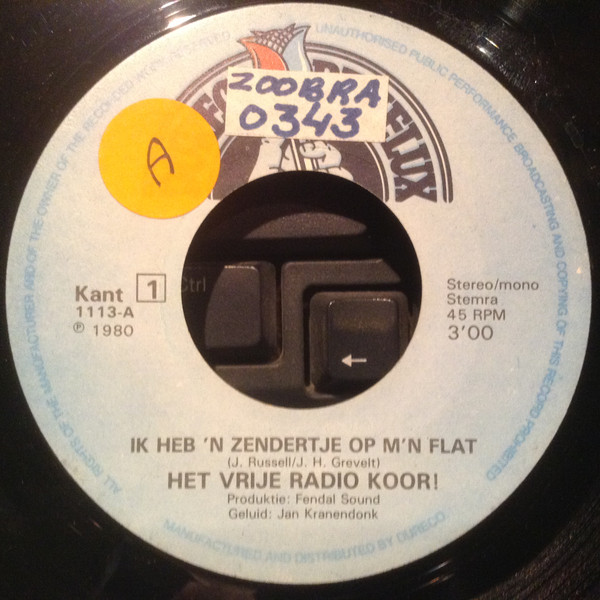 UNAUTHORISED PUBLIC PERFORMANCE BROADCASTING AND COPYING OF THIS RECORD PROHIBITED
ALL RIGHTS OF THE MANUFACTURER AND OF THE OWNER OF THE RECORDED WORK RESERVED
ZOOBRA
0343
A
Ctrl
Kant 1
1113-A
℗ 1980
Stereo/mono
Stemra
45 RPM
3'00
←
IK HEB 'N ZENDERTJE OP M'N FLAT
(J. Russell/J. H. Grevelt)
HET VRIJE RADIO KOOR!
Produktie: Fendal Sound
Geluid: Jan Kranendonk
MANUFACTURED AND DISTRIBUTED BY DURECO